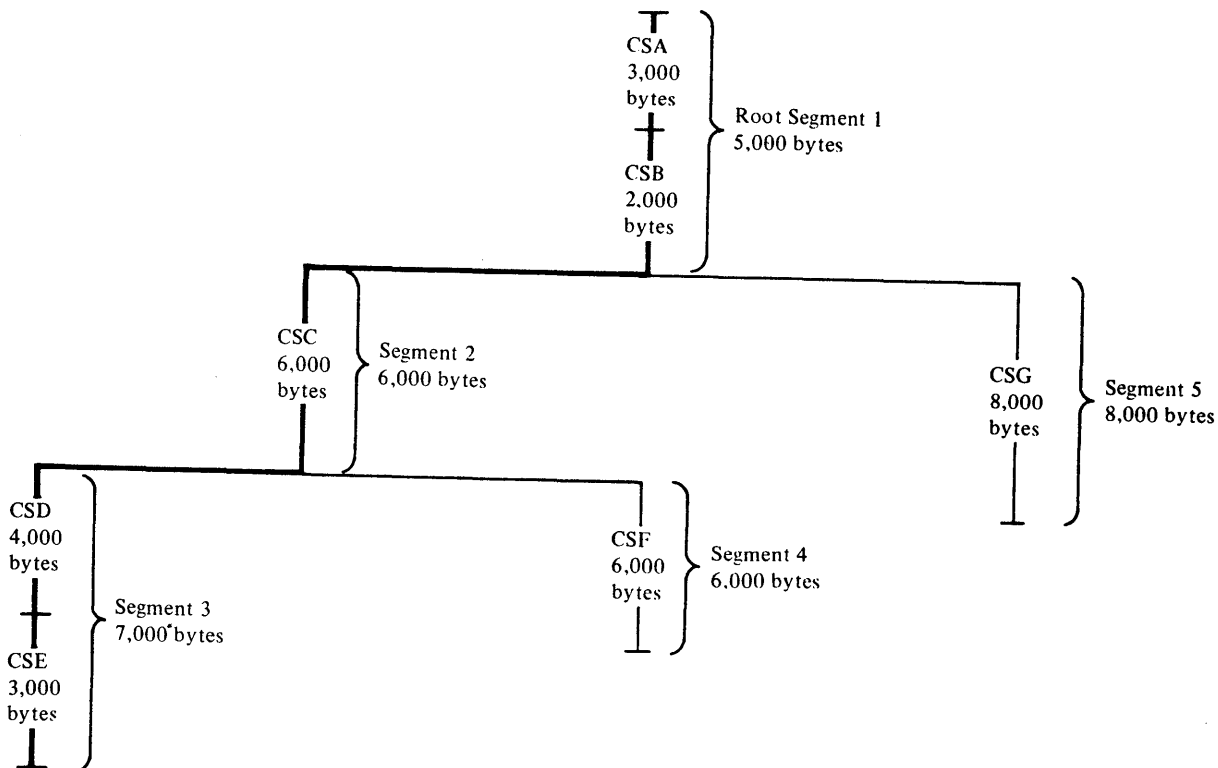 CSA
3,000
bytes
Root Segment 1
5,000 bytes
CSB
2,000
bytes
CSC
6,000
bytes
Segment 2
6,000 bytes
CSG
8,000
bytes
Segment 5
8,000 bytes
CSD
4,000
bytes
CSF
6,000
bytes
Segment 4
6,000 bytes
Segment 3
7,000 bytes
CSE
3,000
bytes